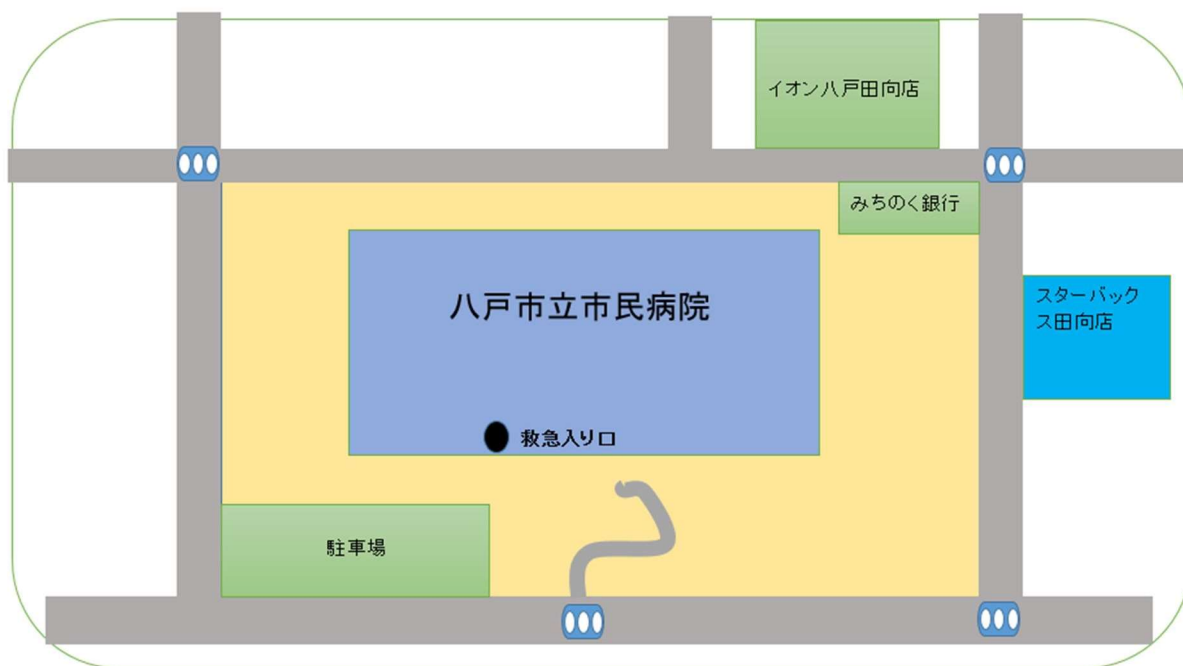 イオン八戸田向店
みちのく銀行
八戸市立市民病院
スターバック
ス田向店
救急入り口
駐車場